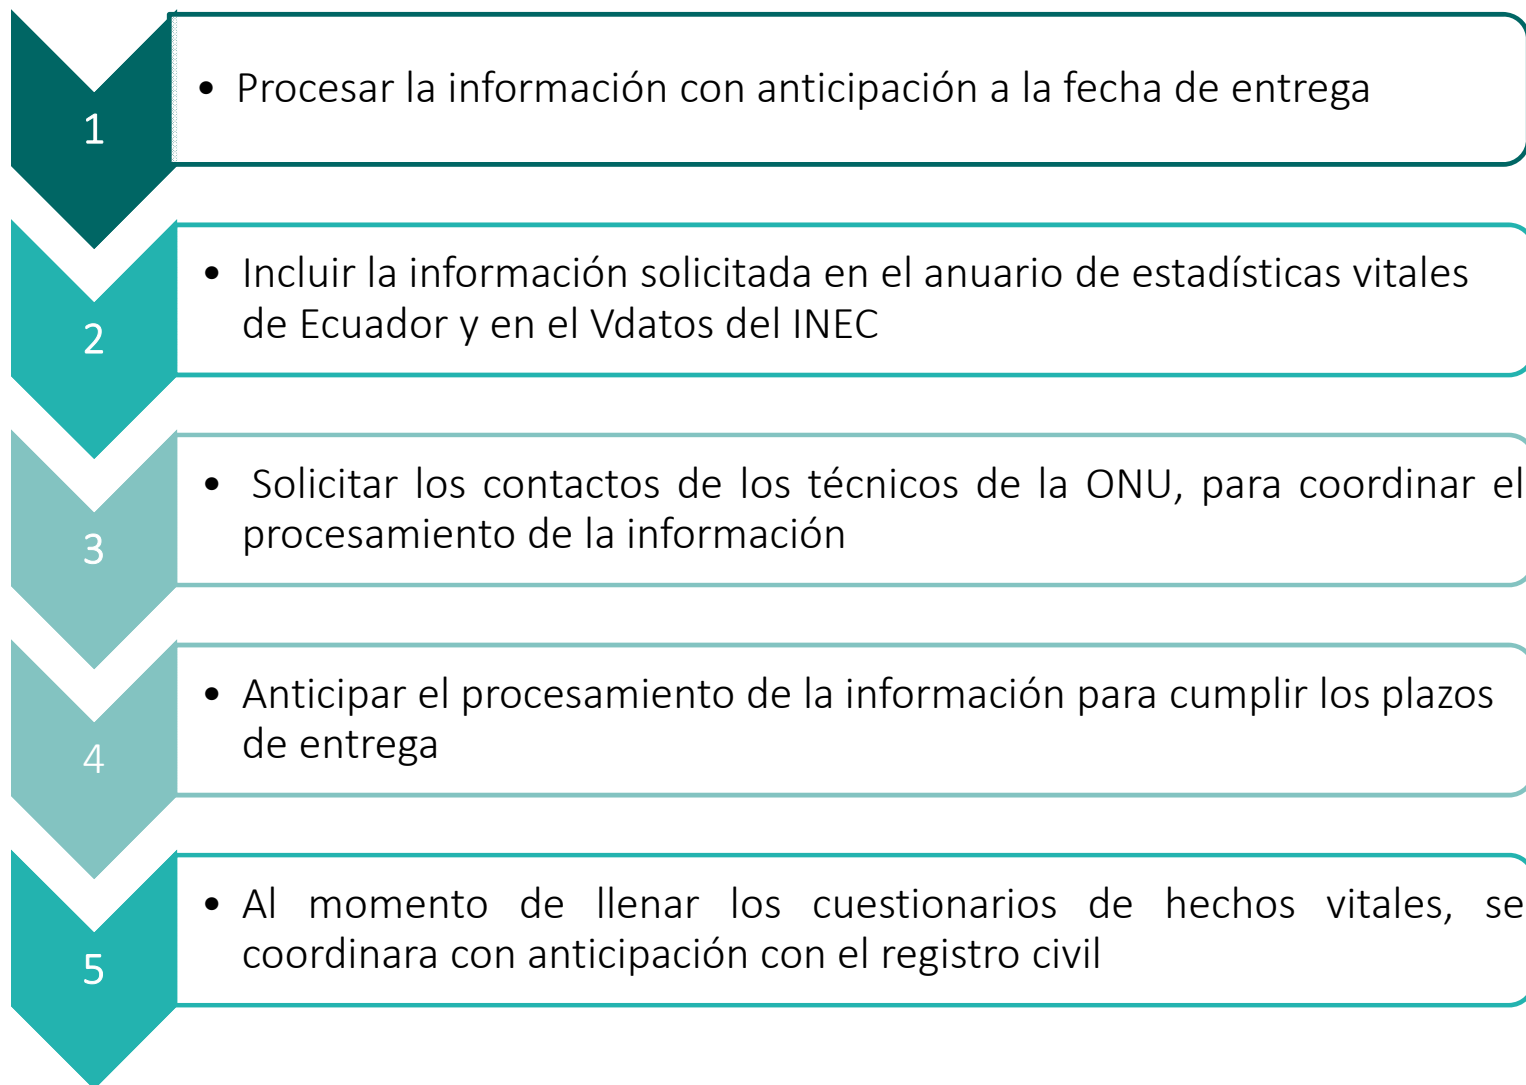 1
• Procesar la información con anticipación a la fecha de entrega
2
• Incluir la información solicitada en el anuario de estadísticas vitales
de Ecuador y en el Vdatos del INEC
3
• Solicitar los contactos de los técnicos de la ONU, para coordinar el
procesamiento de la información
4
• Anticipar el procesamiento de la información para cumplir los plazos
de entrega
5
• Al momento de llenar los cuestionarios de hechos vitales, se
coordinara con anticipación con el registro civil